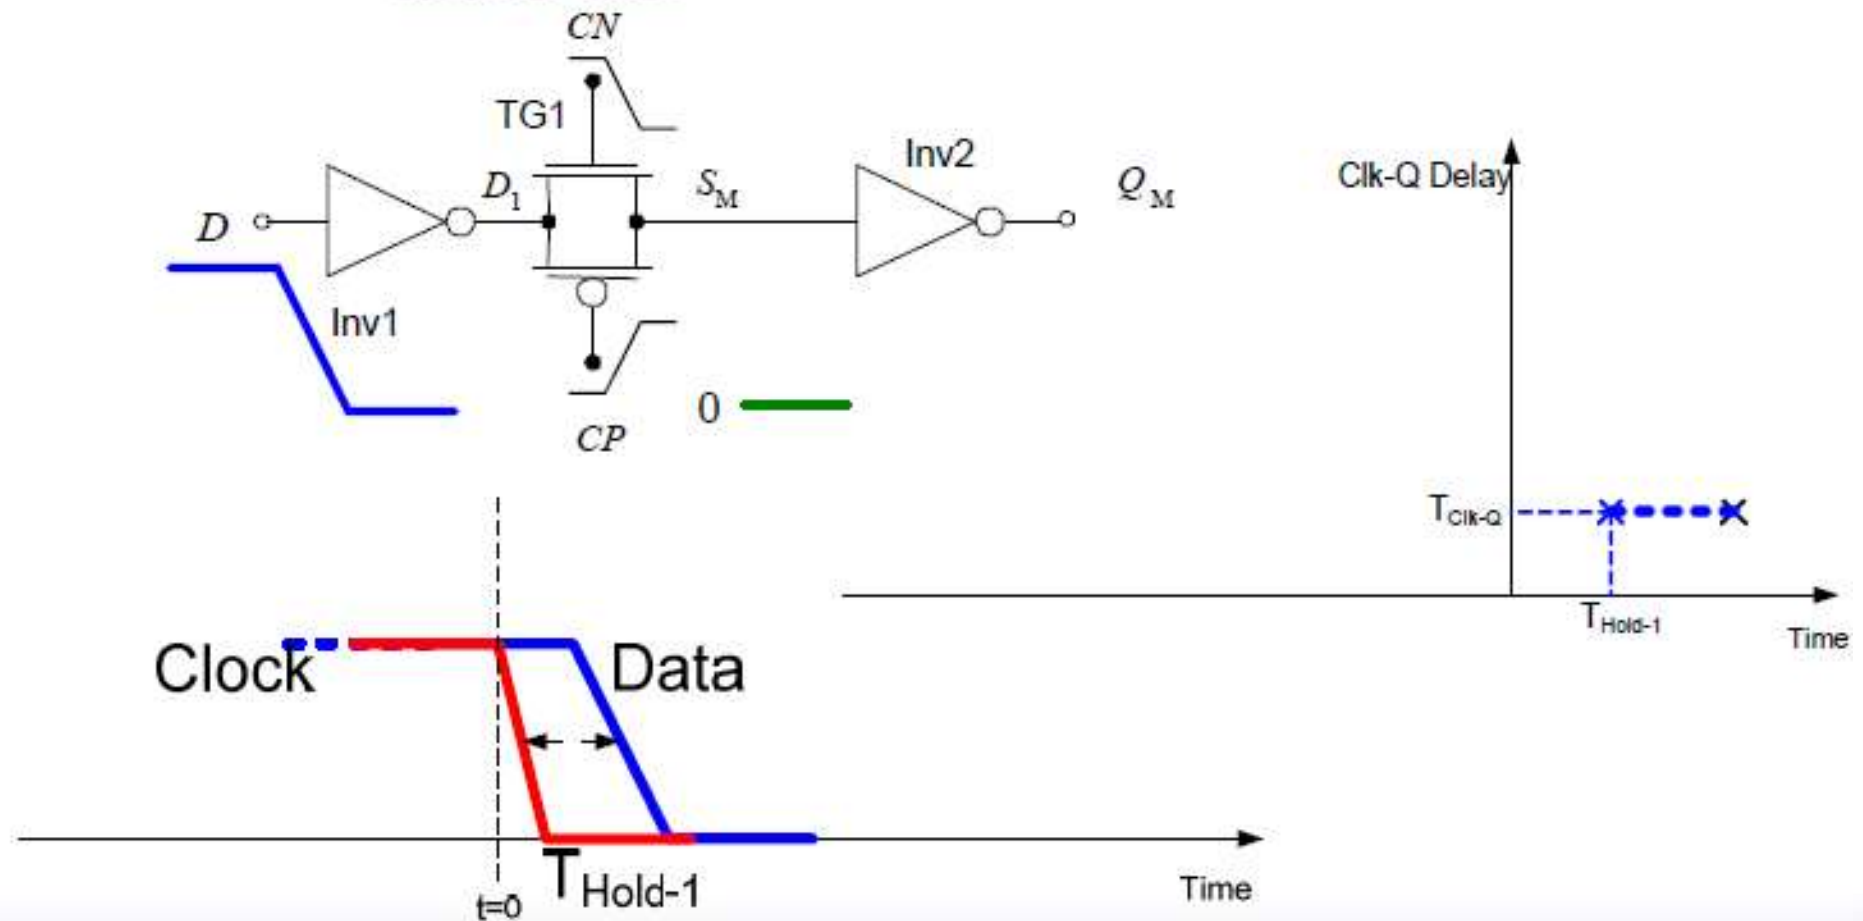 CN
TG1
Inv2
D
D1
SM
QM
Inv1
CP
0
Clk-Q Delay
TClk-Q
THold-1
Time
Clock
Data
THold-1
t=0
Time